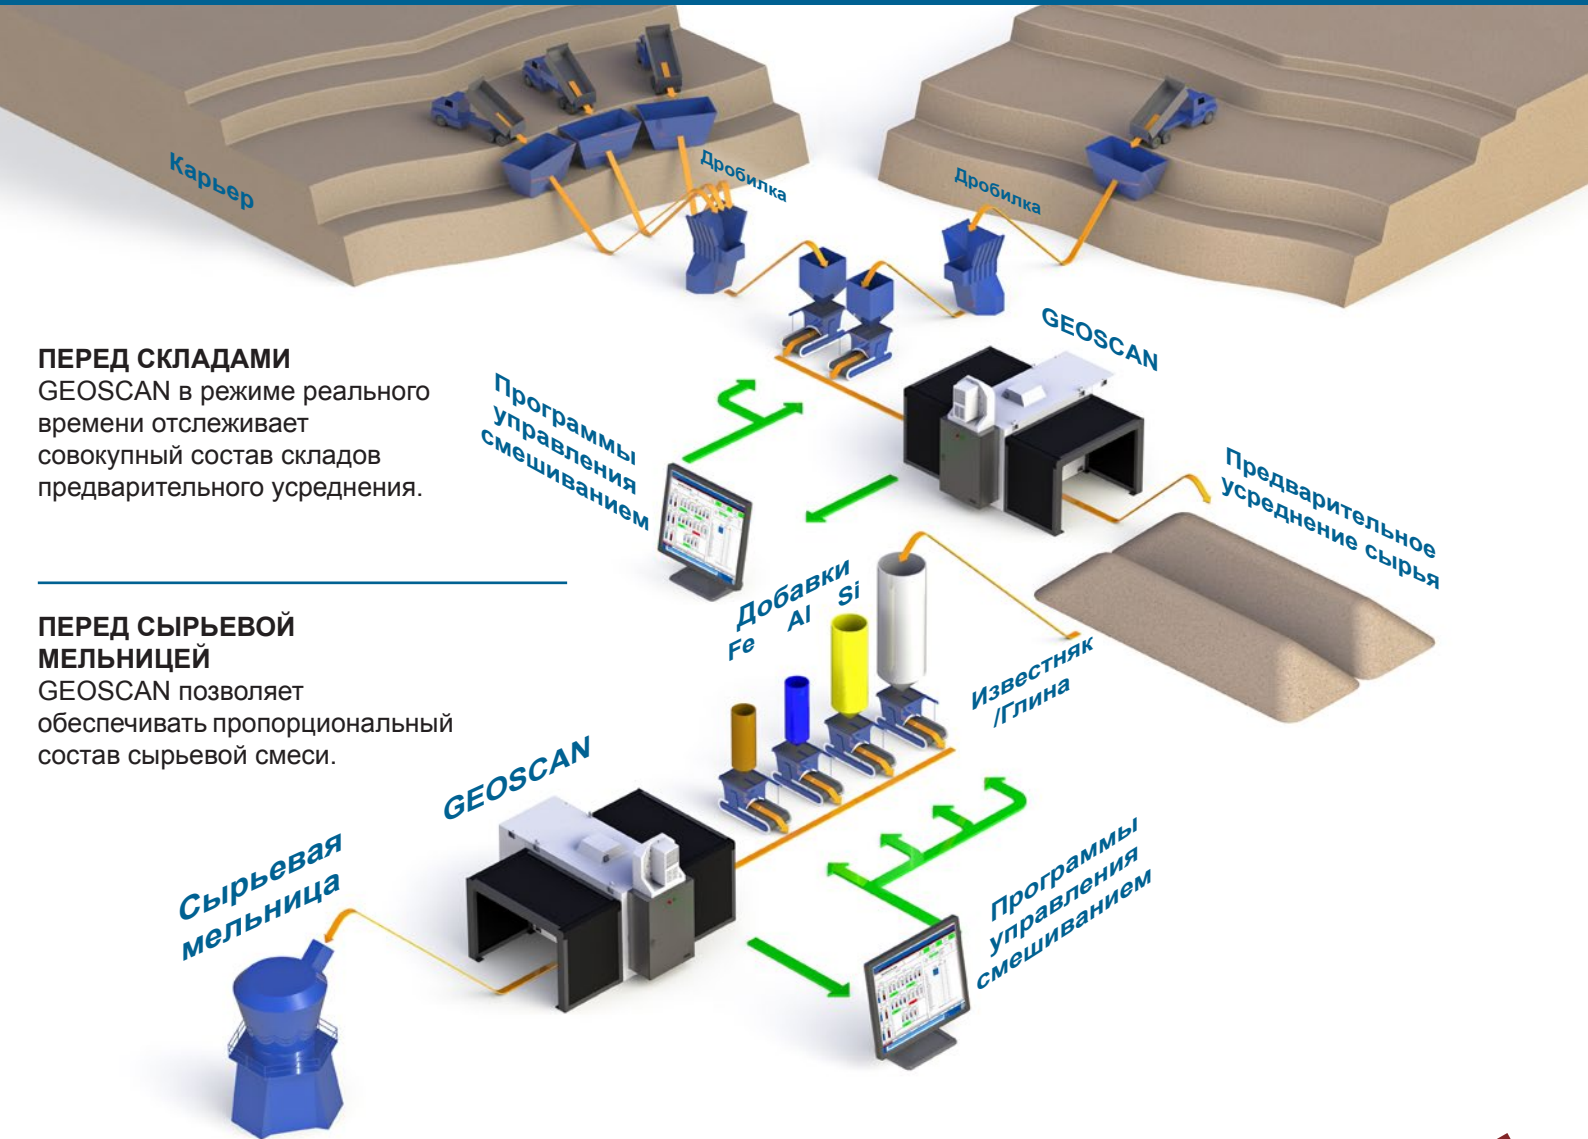 Карьер
Дробилка
Дробилка
GEOSCAN
ПЕРЕД СКЛАДАМИ
GEOSCAN в режиме реального
времени отслеживает
совокупный состав складов
предварительного усреднения.
Программы
управления
смешиванием
Предварительное
усреднение сырья
Добавки
Fe Al Si
Известняк
/Глина
ПЕРЕД СЫРЬЕВОЙ
МЕЛЬНИЦЕЙ
GEOSCAN позволяет
обеспечивать пропорциональный
состав сырьевой смеси.
GEOSCAN
Сырьевая
мельница
Программы
управления
смешиванием